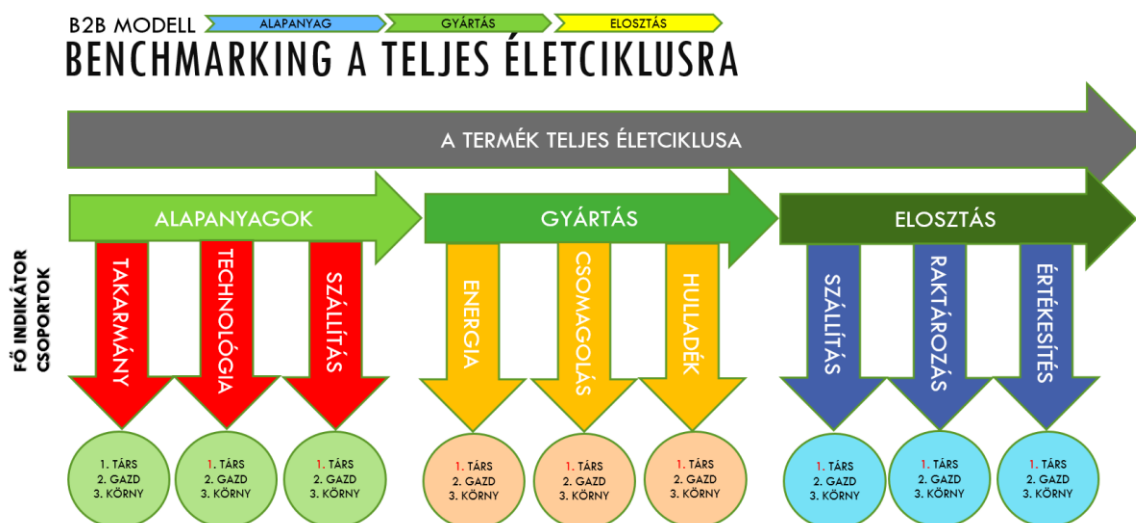 B2B MODELL
ALAPANYAG
GYÁRTÁS
ELOSZTÁS
BENCHMARKING A TELJES ÉLETCIKLUSRA
A TERMÉK TELJES ÉLETCIKLUSA
ALAPANYAGOK
GYÁRTÁS
ELOSZTÁS
FŐ INDIKÁTOR
CSOPORTOK
TAKARMÁNY
TECHNOLÓGIA
SZÁLLÍTÁS
ENERGIA
CSOMAGOLÁS
HULLADÉK
SZÁLLÍTÁS
RAKTÁROZÁS
ÉRTÉKESÍTÉS
1. TÁRS
2. GAZD
3. KÖRNY
1. TÁRS
2. GAZD
3. KÖRNY
1. TÁRS
2. GAZD
3. KÖRNY
1. TÁRS
2. GAZD
3. KÖRNY
1. TÁRS
2. GAZD
3. KÖRNY
1. TÁRS
2. GAZD
3. KÖRNY
1. TÁRS
2. GAZD
3. KÖRNY
1. TÁRS
2. GAZD
3. KÖRNY
1. TÁRS
2. GAZD
3. KÖRNY